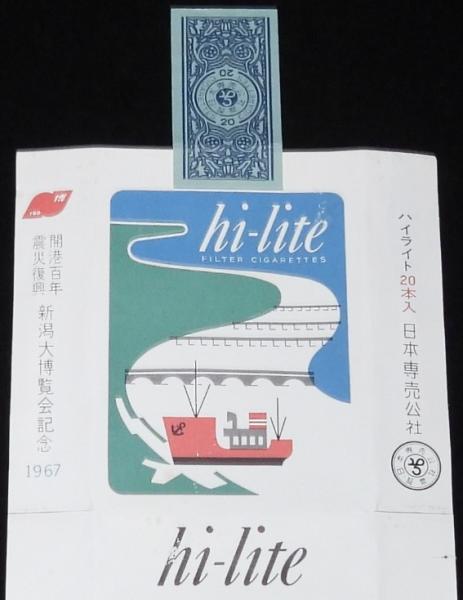 20
20
hi-lite
FILTER CIGARETTES
博
開港百年
震災復興
新潟大博覧会記念
1967
ハイライト20本入
日本専売公社
hi-lite